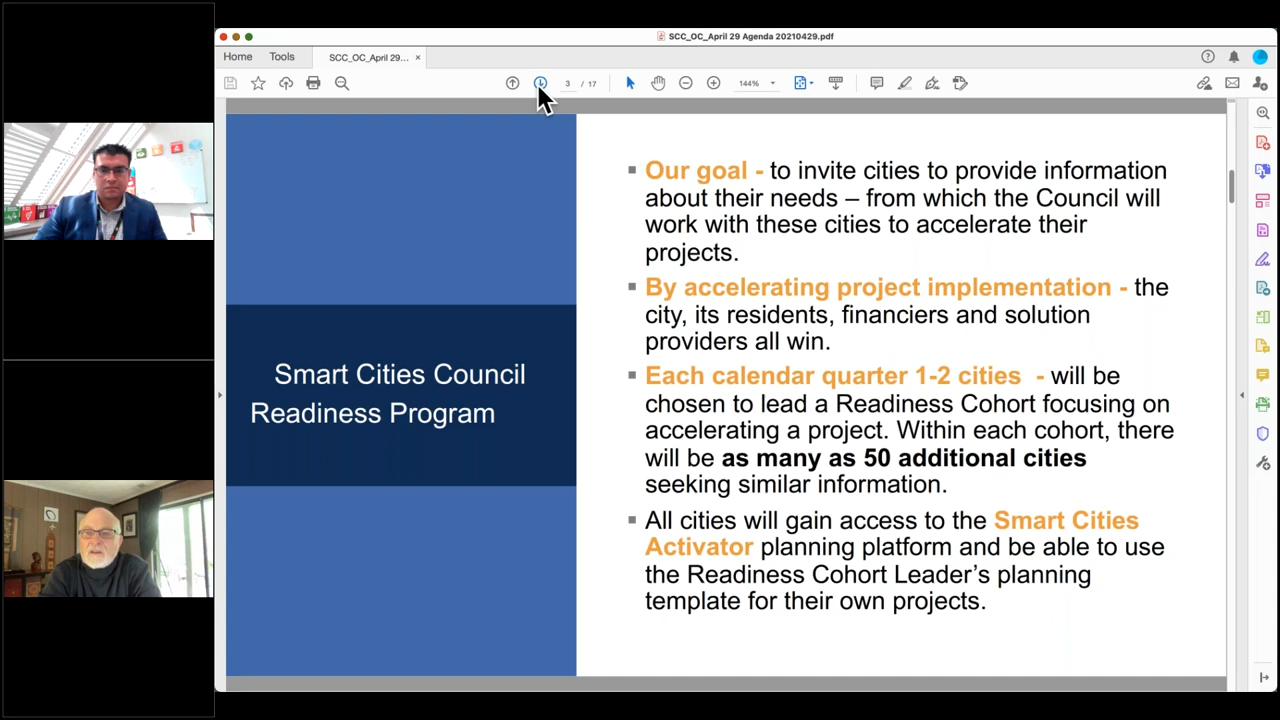 SCC_OC_April 29 Agenda 20210429.pdf
Home
Tools
SCC_OC_April 29...
3 / 17
144%
Smart Cities Council
Readiness Program
Our goal - to invite cities to provide information
about their needs – from which the Council will
work with these cities to accelerate their
projects.
By accelerating project implementation - the
city, its residents, financiers and solution
providers all win.
Each calendar quarter 1-2 cities - will be
chosen to lead a Readiness Cohort focusing on
accelerating a project. Within each cohort, there
will be as many as 50 additional cities
seeking similar information.
All cities will gain access to the Smart Cities
Activator planning platform and be able to use
the Readiness Cohort Leader's planning
template for their own projects.